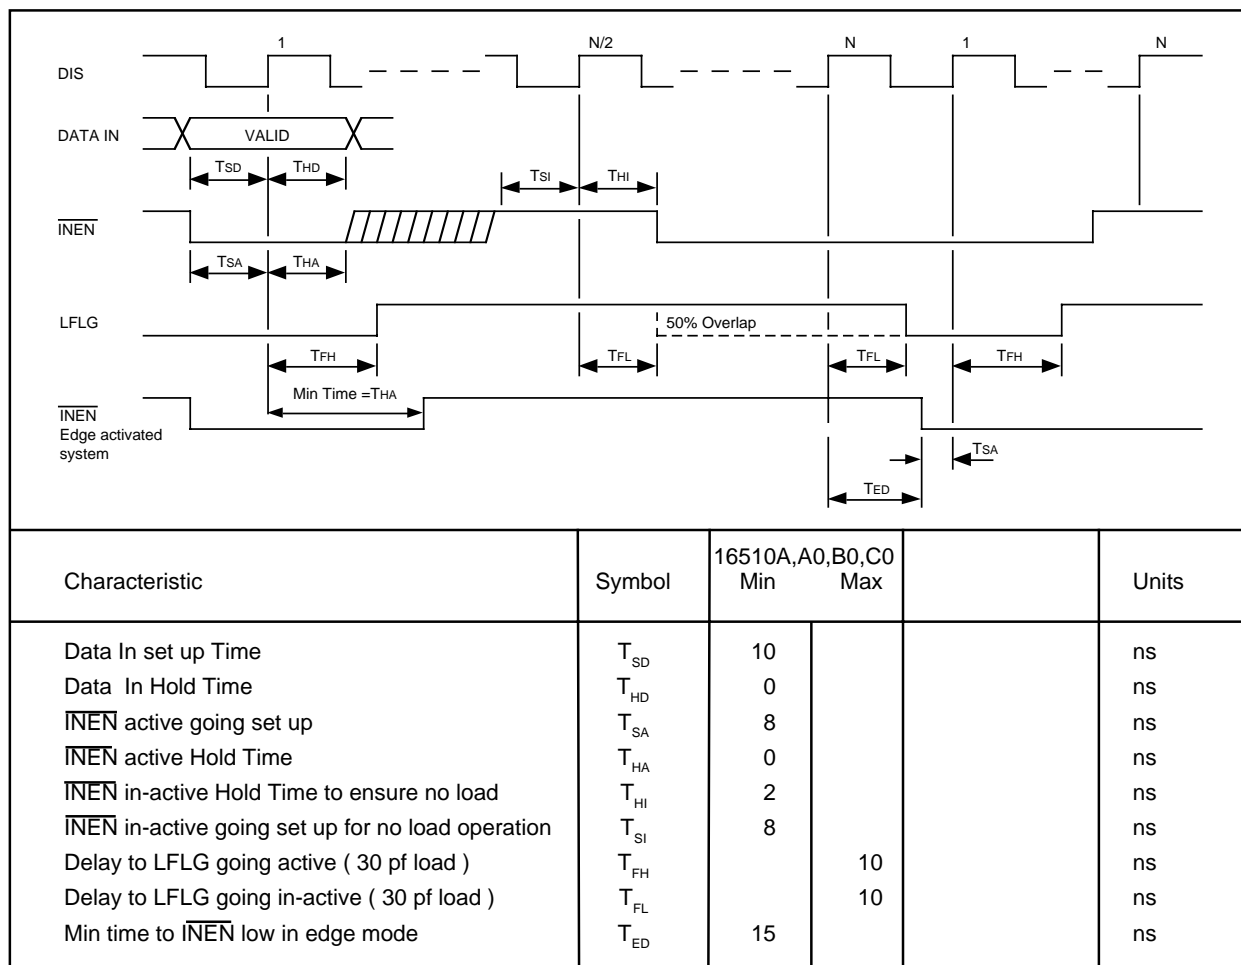 1 N/2 N 1 N
DIS
DATA IN VALID
TSD THD TSI THI
INEN
TSA THA
LFLG
50% Overlap
TFH TFL TFL TFH
Min Time =THA
INEN
Edge activated
system
TSA
TED
16510A,A0,B0,C0
Characteristic Symbol Min Max Units
Data In set up Time TSD 10 ns
Data In Hold Time THD 0 ns
INEN active going set up TSA 8 ns
INEN active Hold Time THA 0 ns
INEN in-active Hold Time to ensure no load THI 2 ns
INEN in-active going set up for no load operation TSI 8 ns
Delay to LFLG going active ( 30 pf load ) TFH 10 ns
Delay to LFLG going in-active ( 30 pf load ) TFL 10 ns
Min time to INEN low in edge mode TED 15 ns